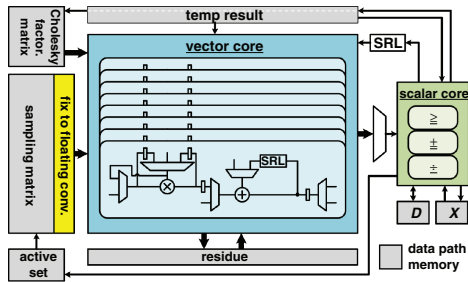 Cholesky
factor.
matrix
temp result
vector core
SRL
scalar core
≥
±
÷
sampling matrix
fix to floating conv.
SRL
×
+
D
X
active
set
residue
data path
memory